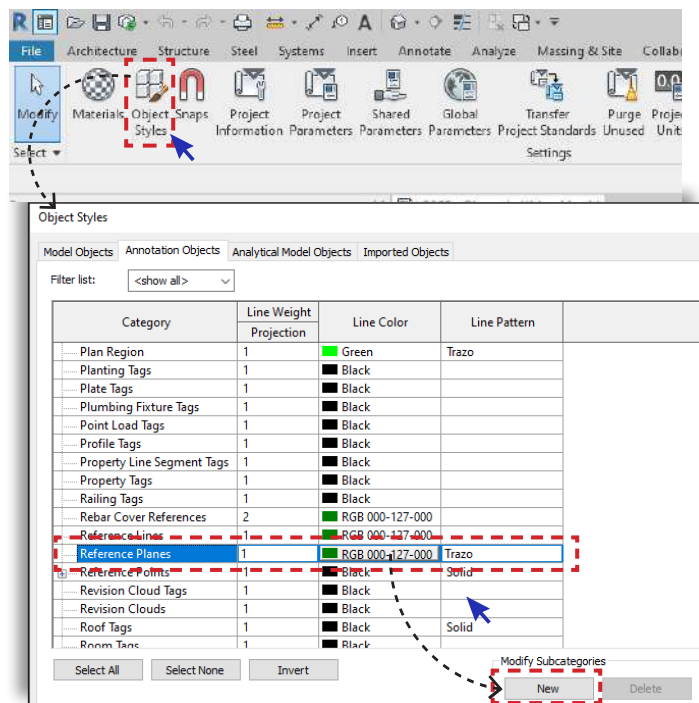 R A
File Architecture Structure Steel Systems Insert Annotate Analyze Massing & Site
Modify Materials Object Styles Snaps Project Information Project Parameters Shared Parameters Global Parameters Transfer Project Standards Purge Unused
Select Settings
Object Styles
Model Objects Annotation Objects Analytical Model Objects Imported Objects
Filter list: <show all>
Category Line Weight Line Color Line Pattern
Projection
Plan Region 1 Green Trazo
Planting Tags 1 Black
Plate Tags 1 Black
Plumbing Fixture Tags 1 Black
Point Load Tags 1 Black
Profile Tags 1 Black
Property Line Segment Tags 1 Black
Property Tags 1 Black
Railing Tags 1 Black
Rebar Cover References 2 RGB 000-127-000
Reference Lines 1 RGB 000-127-000
Reference Planes 1 RGB 000-127-000 Trazo
Reference Points 1 Black Solid
Revision Cloud Tags 1 Black
Revision Clouds 1 Black
Roof Tags 1 Black Solid
Room Tags 1 Black
Select All Select None Invert Modify Subcategories
New Delete